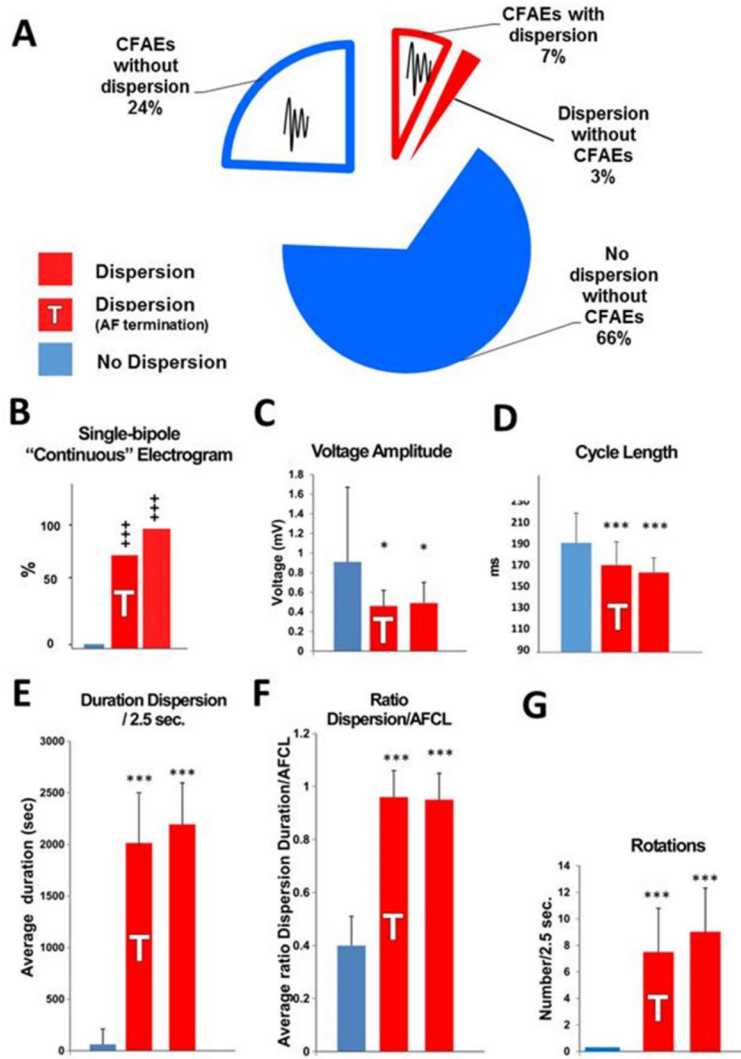 A
CFAEs
without
dispersion
24%
CFAEs with
dispersion
7%
Dispersion
without
CFAEs
3%
No
dispersion
without
CFAEs
66%
Dispersion
T
Dispersion
(AF termination)
No Dispersion
B
Single-bipole
“Continuous” Electrogram
%
100
50
0
+++
+++
T
C
Voltage Amplitude
Voltage (mV)
1.8
1.6
1.4
1.2
1
0.8
0.6
0.4
0.2
0
*
*
T
D
Cycle Length
ms
230
210
190
170
150
130
110
90
***
***
T
E
Duration Dispersion
/ 2.5 sec.
Average duration (sec)
3000
2500
2000
1500
1000
500
0
***
***
T
F
Ratio
Dispersion/AFCL
Average ratio Dispersion Duration/AFCL
1.2
1
0.8
0.6
0.4
0.2
0
***
***
T
G
Rotations
Number/2.5 sec.
14
12
10
8
6
4
2
0
***
***
T